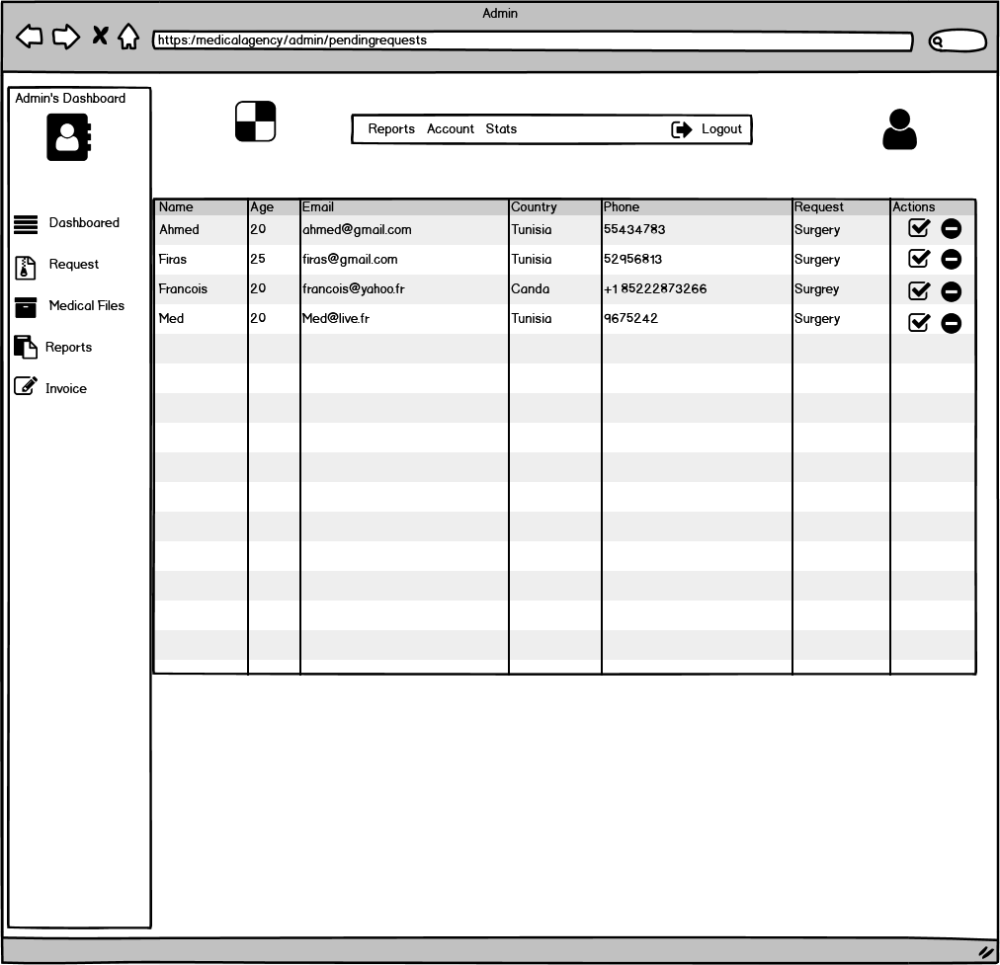 Admin
https:/medicalagency/admin/pendingrequests
Admin's Dashboard
Reports Account Stats Logout
Dashboared
Request
Medical Files
Reports
Invoice
Name Age Email Country Phone Request Actions
Ahmed 20 ahmed@gmail.com Tunisia 55434783 Surgery
Firas 25 firas@gmail.com Tunisia 52956813 Surgery
Francois 20 francois@yahoo.fr Canda +185222873266 Surgrey
Med 20 Med@live.fr Tunisia 9675242 Surgery